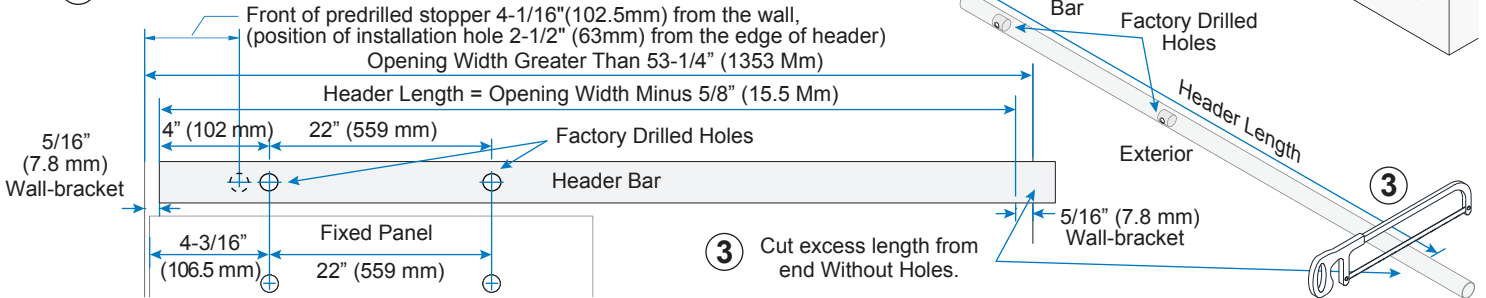 Front of predrilled stopper 4-1/16"(102.5mm) from the wall,
(position of installation hole 2-1/2" (63mm) from the edge of header)
Opening Width Greater Than 53-1/4” (1353 Mm)
Header Length = Opening Width Minus 5/8” (15.5 Mm)
4” (102 mm)
22” (559 mm)
Factory Drilled Holes
5/16”
(7.8 mm)
Wall-bracket
Header Bar
4-3/16”
(106.5 mm)
Fixed Panel
22” (559 mm)
3
Cut excess length from
end Without Holes.
5/16” (7.8 mm)
Wall-bracket
Bar
Factory Drilled
Holes
Header Length
Exterior
3